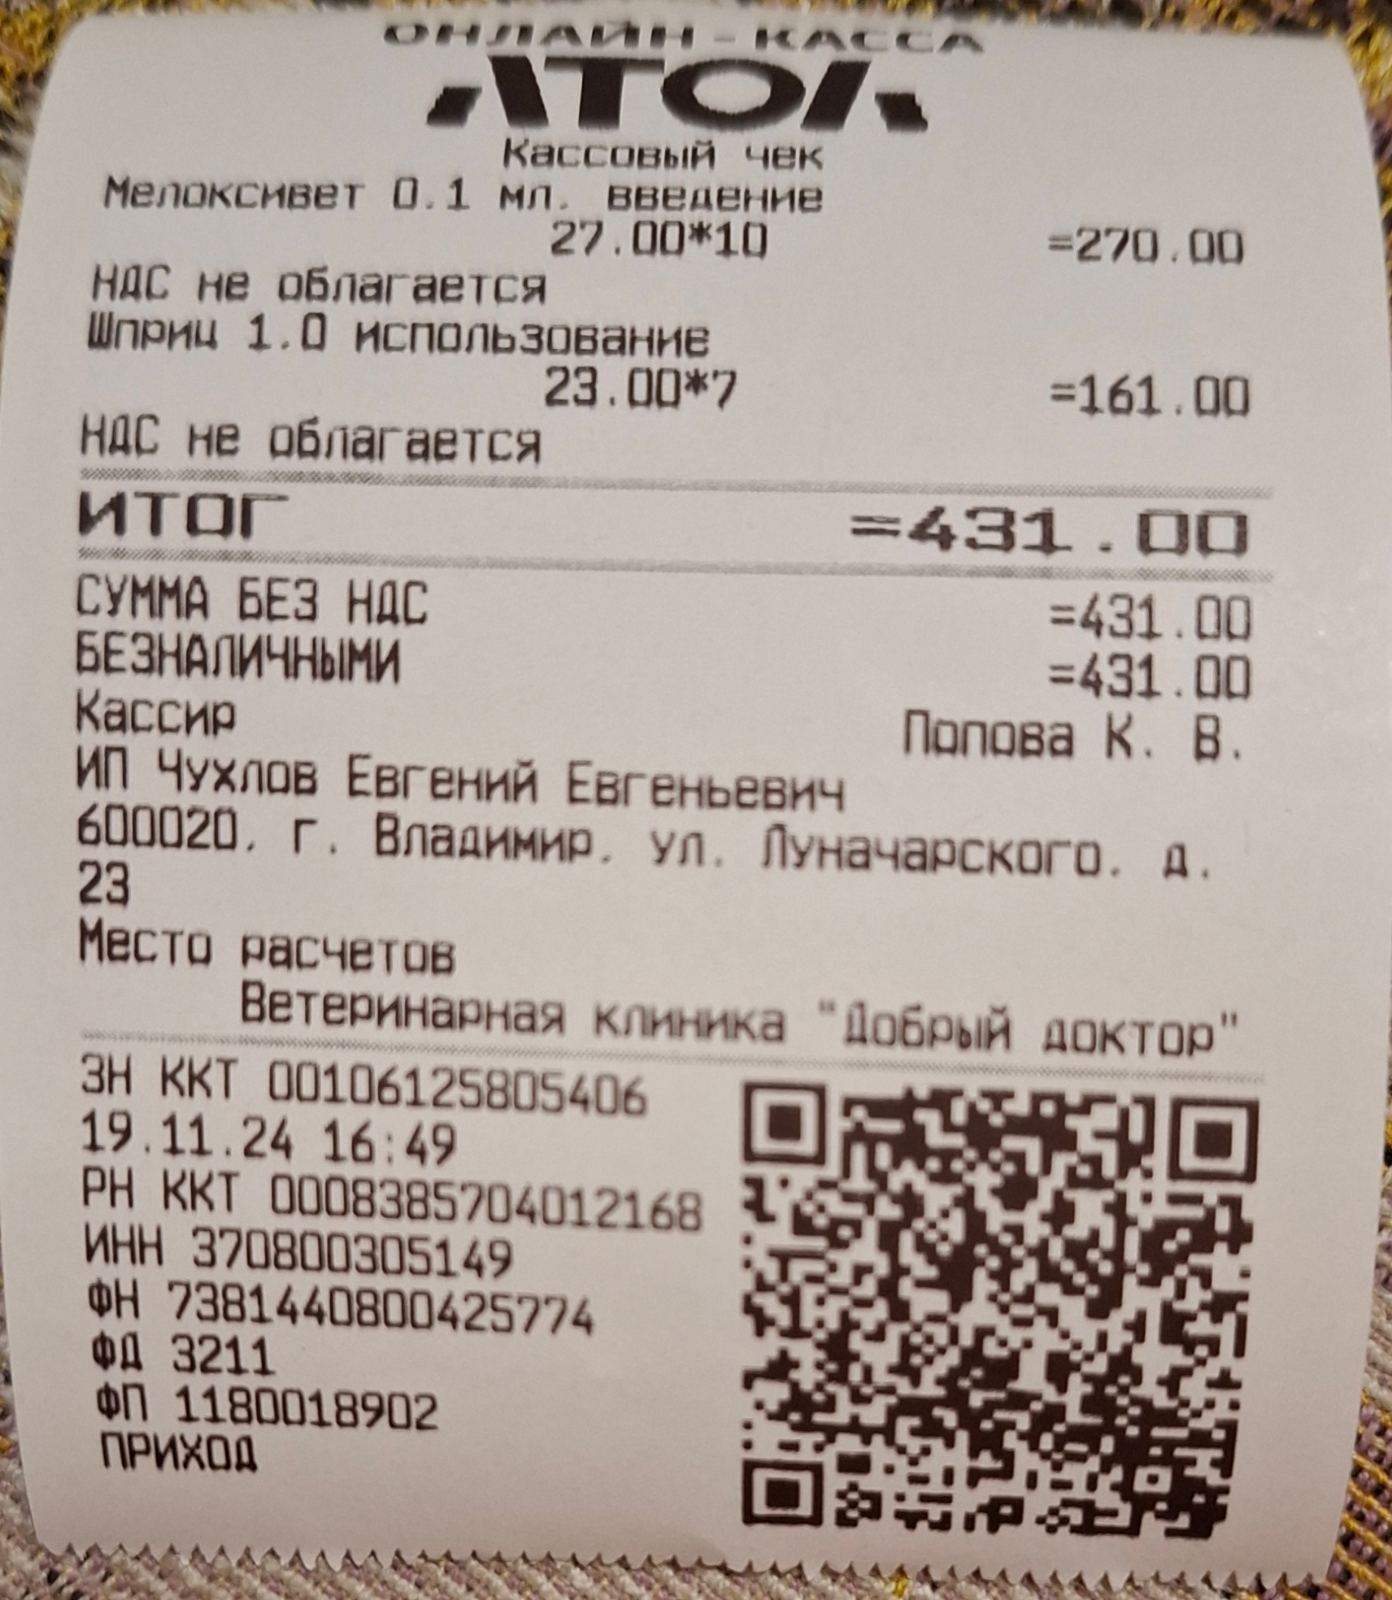 ОНЛАЙН-КАССА
АТОЛ
Кассовый чек
Мелоксивет 0.1 мл. введение
27.00*10 =270.00
НДС не облагается
Шприц 1.0 использование
23.00*7 =161.00
НДС не облагается
ИТОГ =431.00
СУММА БЕЗ НДС =431.00
БЕЗНАЛИЧНЫМИ =431.00
Кассир Попова К. В.
ИП Чухлов Евгений Евгеньевич
600020, г. Владимир, ул. Луначарского, д.
23
Место расчетов
Ветеринарная клиника "Добрый доктор"
ЗН ККТ 00106125805406
19.11.24 16:49
РН ККТ 0008385704012168
ИНН 370800305149
ФН 7381440800425774
ФД 3211
ФП 1180018902
ПРИХОД